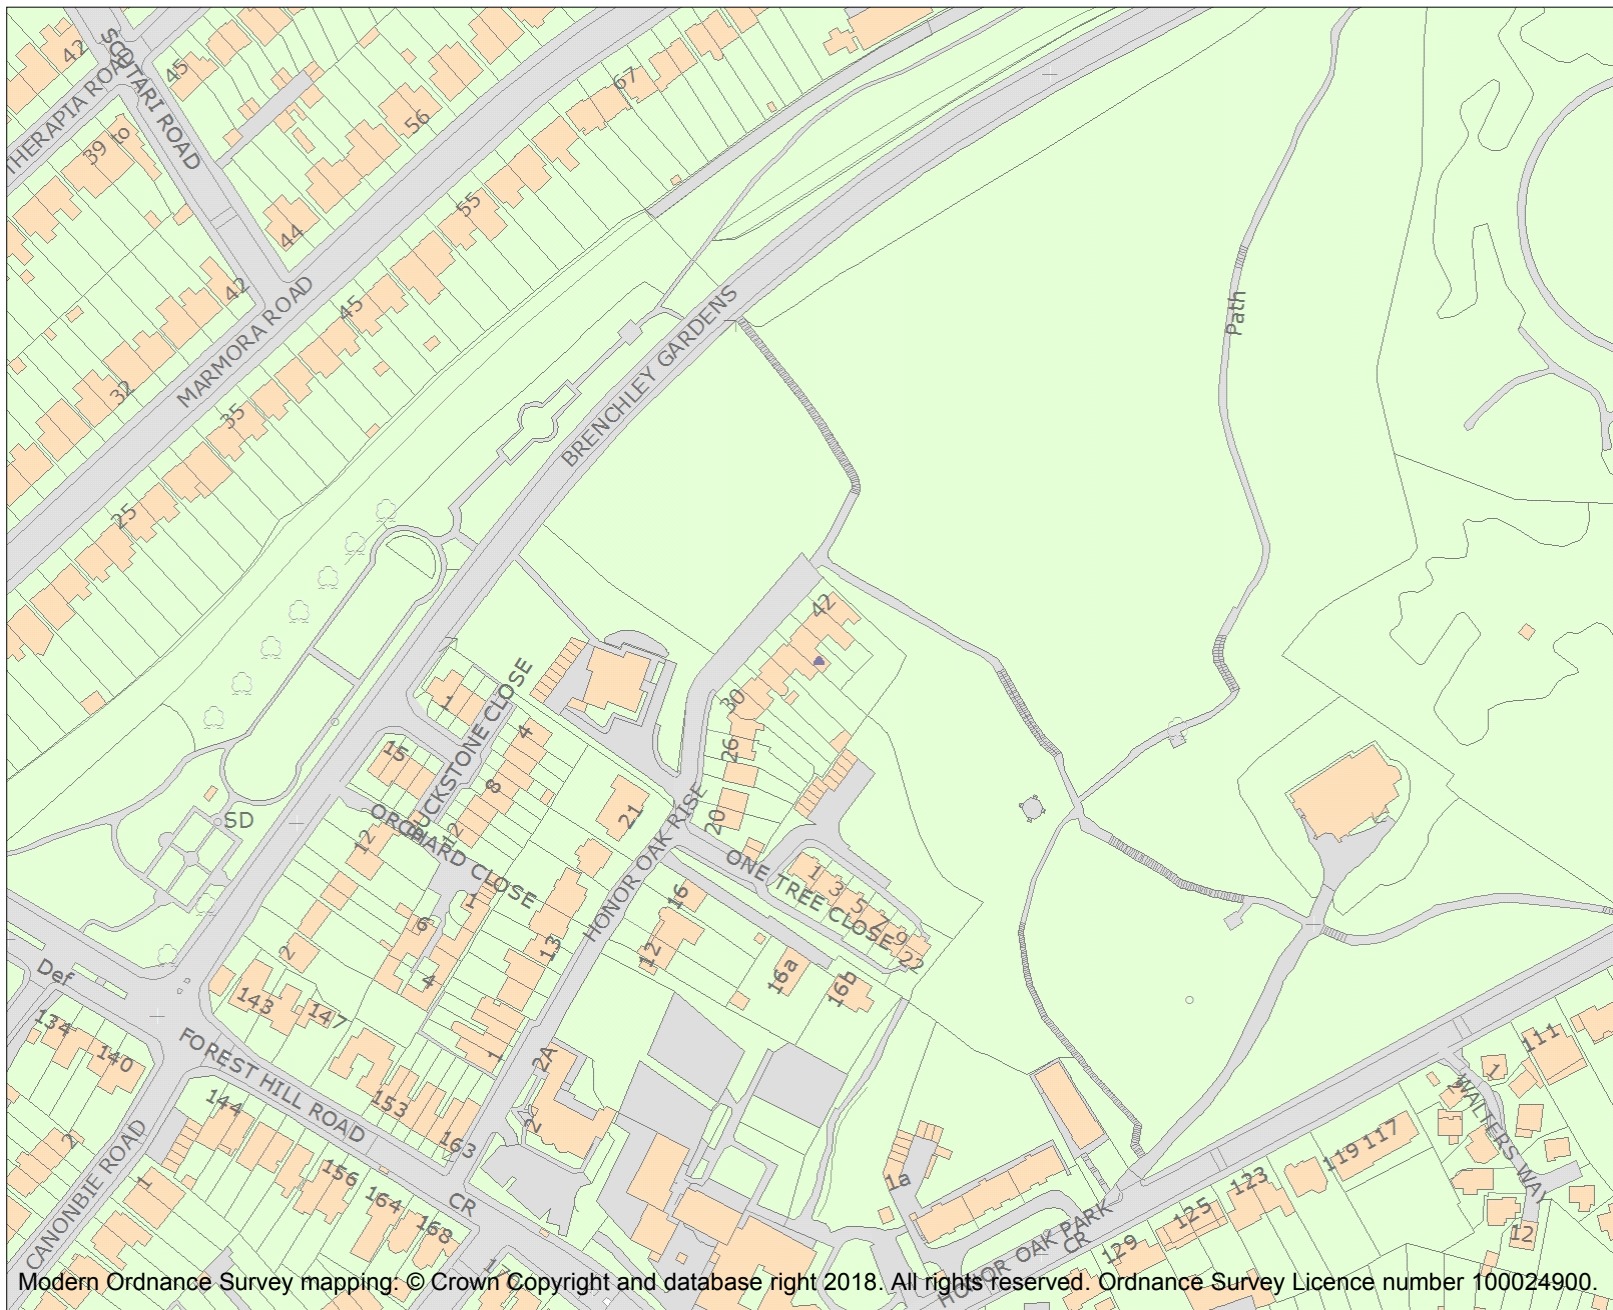 SCUTARI ROAD
42
THERAPIA ROAD
45
67
56
39 to
55
44
42
45
MARMORA ROAD
32
35
25
BRENCHLEY GARDENS
Path
42
30
26
20
1
BUCKSTONE CLOSE
4
8
12
15
ORCHARD CLOSE
12
SD
21
HONOR OAK RISE
ONE TREE CLOSE
1
3
5
7
9
22
16
12
16a
16b
13
1
6
4
2
1
2A
2
Def
143
147
134
140
FOREST HILL ROAD
144
153
163
156
164
168
CR
CANONBIE ROAD
2
1
1a
HONOR OAK PARK
CR
129
125
123
119
117
111
1
2
WALTERS WAY
12
Modern Ordnance Survey mapping: © Crown Copyright and database right 2018. All rights reserved. Ordnance Survey Licence number 100024900.